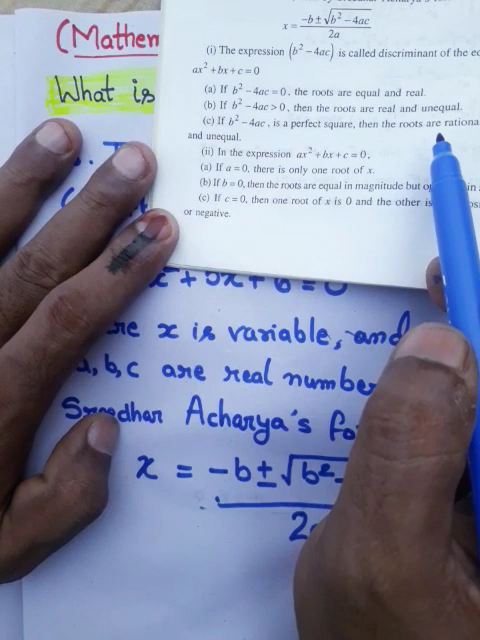 x = −b ± √b² − 4ac / 2a
(i) The expression (b² − 4ac) is called discriminant of the
ax² + bx + c = 0
(a) If b² − 4ac = 0, the roots are equal and real.
(b) If b² − 4ac > 0, then the roots are real and unequal.
(c) If b² − 4ac, is a perfect square, then the roots are rationa
and unequal.
(ii) In the expression ax² + bx + c = 0,
(a) If a = 0, there is only one root of x.
(b) If b = 0, then the roots are equal in magnitude but in
(c) If c = 0, then one root of x is 0 and the other is
or negative.
(Mathem
What is
x is variable, and
a, b, c are real number
Sreedhar Acharya's fo
x = −b ± √b² −